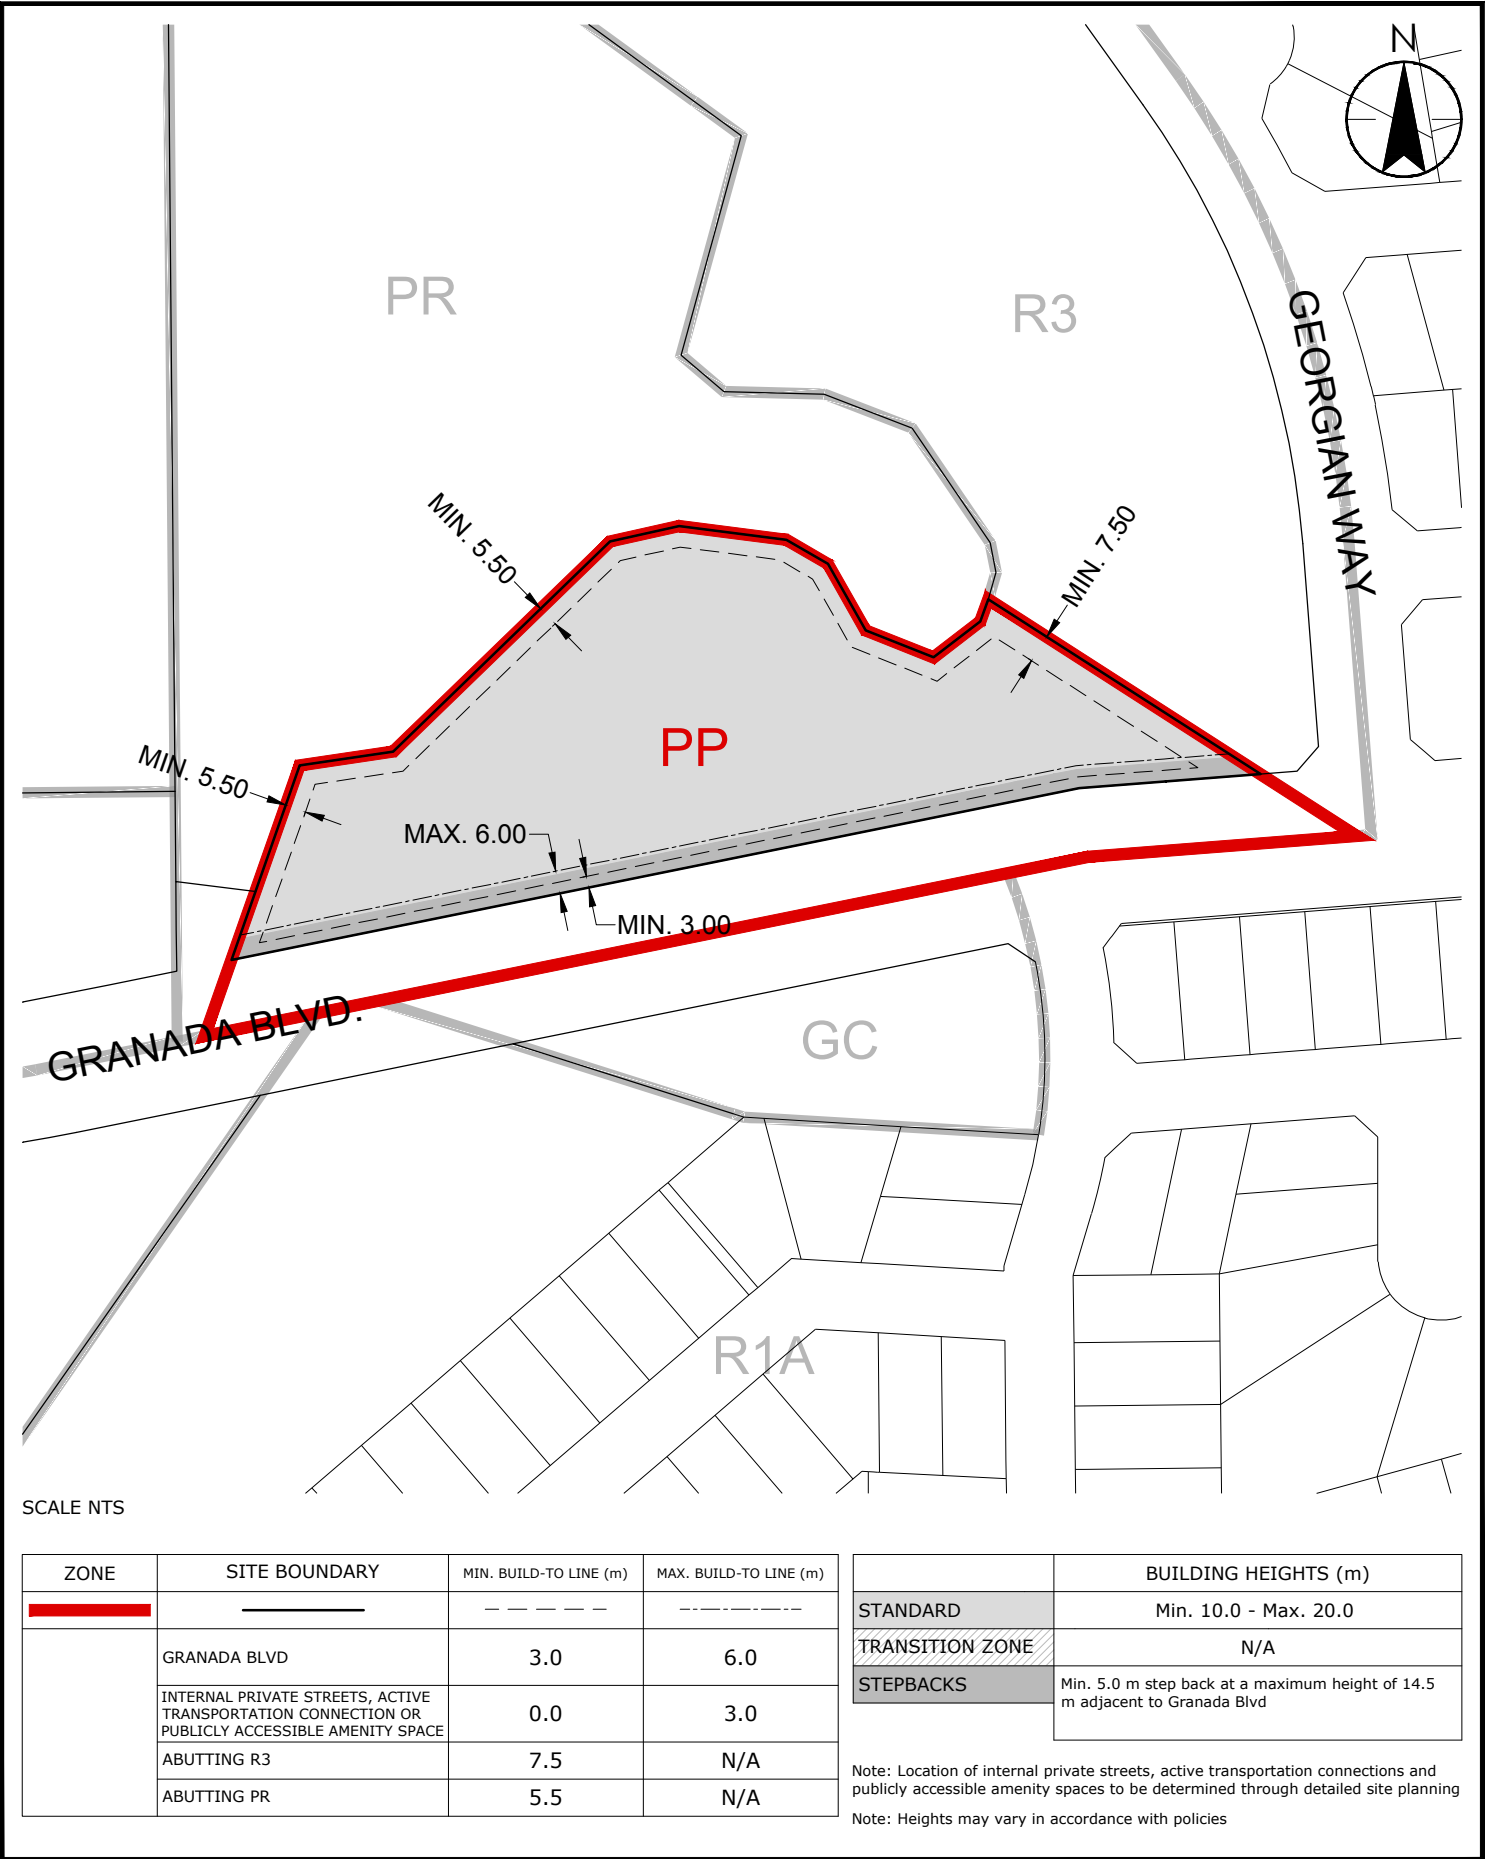 N
PR
R3
GEORGIAN WAY
MIN. 5.50
MIN. 7.50
PP
MIN. 5.50
MAX. 6.00
MIN. 3.00
GRANADA BLVD.
GC
R1A
SCALE NTS
ZONE SITE BOUNDARY MIN. BUILD-TO LINE (m) MAX. BUILD-TO LINE (m)
GRANADA BLVD 3.0 6.0
INTERNAL PRIVATE STREETS, ACTIVE
TRANSPORTATION CONNECTION OR
PUBLICLY ACCESSIBLE AMENITY SPACE
0.0 3.0
ABUTTING R3 7.5 N/A
ABUTTING PR 5.5 N/A
BUILDING HEIGHTS (m)
STANDARD Min. 10.0 - Max. 20.0
TRANSITION ZONE N/A
STEPBACKS Min. 5.0 m step back at a maximum height of 14.5
m adjacent to Granada Blvd
Note: Location of internal private streets, active transportation connections and
publicly accessible amenity spaces to be determined through detailed site planning
Note: Heights may vary in accordance with policies